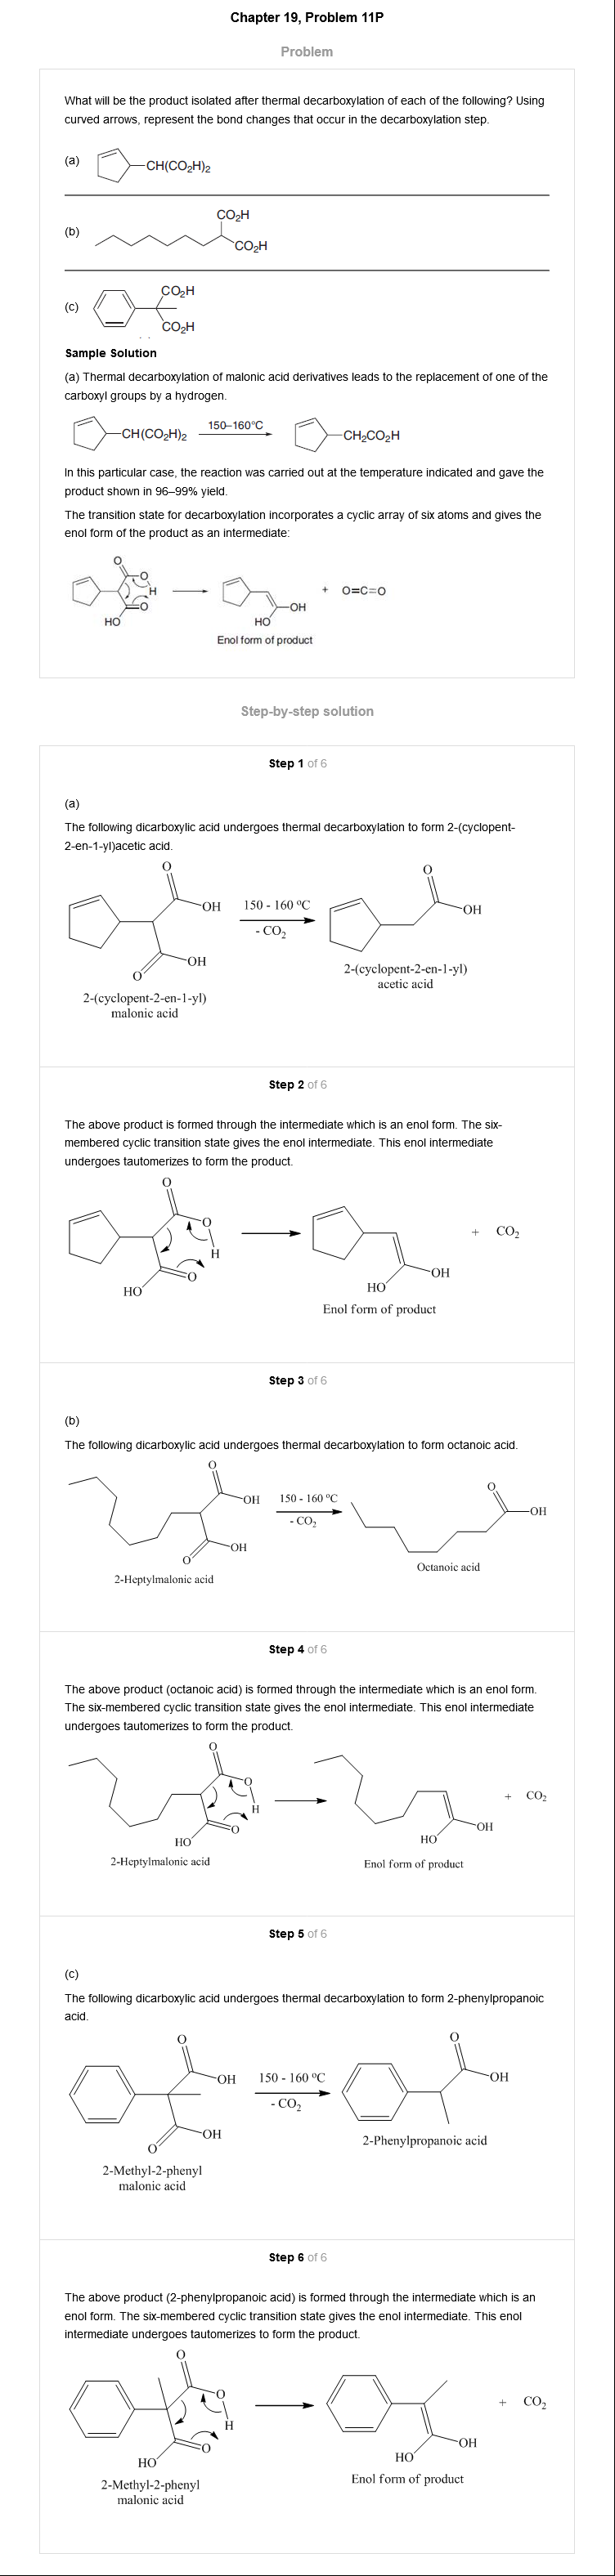 Chapter 19, Problem 11P
Problem
What will be the product isolated after thermal decarboxylation of each of the following? Using
curved arrows, represent the bond changes that occur in the decarboxylation step.
(a)
CH(CO₂H)₂
(b)
CO₂H
CO₂H
(c)
CO₂H
CO₂H
Sample Solution
(a) Thermal decarboxylation of malonic acid derivatives leads to the replacement of one of the
carboxyl groups by a hydrogen.
CH(CO₂H)₂
150–160°C
CH₂CO₂H
In this particular case, the reaction was carried out at the temperature indicated and gave the
product shown in 96–99% yield.
The transition state for decarboxylation incorporates a cyclic array of six atoms and gives the
enol form of the product as an intermediate:
O
O
H
O
HO
OH
HO
+ O=C=O
Enol form of product
Step-by-step solution
Step 1 of 6
(a)
The following dicarboxylic acid undergoes thermal decarboxylation to form 2-(cyclopent-
2-en-1-yl)acetic acid.
O
OH
OH
O
150 - 160 ⁰C
- CO₂
O
OH
2-(cyclopent-2-en-1-yl)
acetic acid
2-(cyclopent-2-en-1-yl)
malonic acid
Step 2 of 6
The above product is formed through the intermediate which is an enol form. The six-
membered cyclic transition state gives the enol intermediate. This enol intermediate
undergoes tautomerizes to form the product.
O
O
H
O
HO
+ CO₂
OH
HO
Enol form of product
Step 3 of 6
(b)
The following dicarboxylic acid undergoes thermal decarboxylation to form octanoic acid.
O
OH
OH
O
150 - 160 ⁰C
- CO₂
O
OH
Octanoic acid
2-Heptylmalonic acid
Step 4 of 6
The above product (octanoic acid) is formed through the intermediate which is an enol form.
The six-membered cyclic transition state gives the enol intermediate. This enol intermediate
undergoes tautomerizes to form the product.
O
O
H
O
HO
+ CO₂
OH
HO
2-Heptylmalonic acid
Enol form of product
Step 5 of 6
(c)
The following dicarboxylic acid undergoes thermal decarboxylation to form 2-phenylpropanoic
acid.
O
OH
OH
O
150 - 160 ⁰C
- CO₂
O
OH
2-Phenylpropanoic acid
2-Methyl-2-phenyl
malonic acid
Step 6 of 6
The above product (2-phenylpropanoic acid) is formed through the intermediate which is an
enol form. The six-membered cyclic transition state gives the enol intermediate. This enol
intermediate undergoes tautomerizes to form the product.
O
O
H
O
HO
+ CO₂
OH
HO
2-Methyl-2-phenyl
malonic acid
Enol form of product